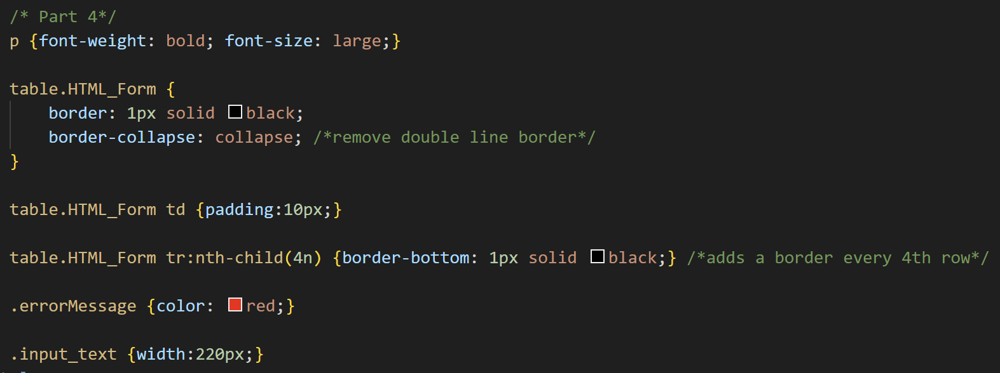 /* Part 4*/
p {font-weight: bold; font-size: large;}
table.HTML_Form {
border: 1px solid black;
border-collapse: collapse; /*remove double line border*/
}
table.HTML_Form td {padding:10px;}
table.HTML_Form tr:nth-child(4n) {border-bottom: 1px solid black;} /*adds a border every 4th row*/
.errorMessage {color: red;}
.input_text {width:220px;}